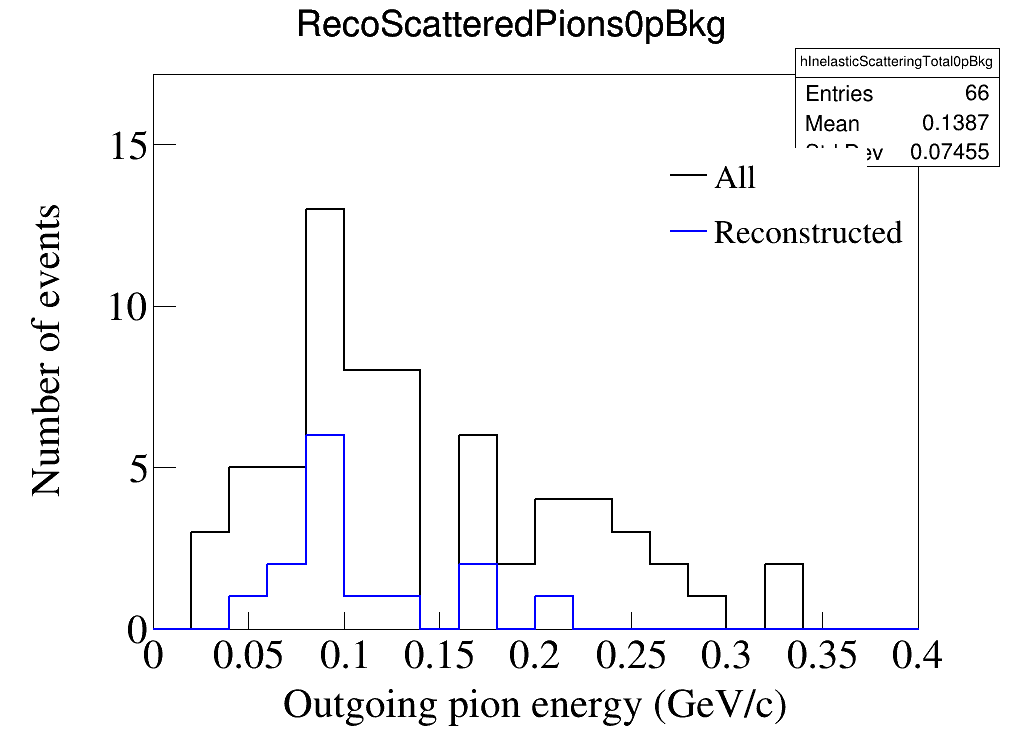 RecoScatteredPions0pBkg
hInelasticScatteringTotal0pBkg
Entries 66
Mean 0.1387
0.07455
All
Reconstructed
15
10
5
0
0 0.05 0.1 0.15 0.2 0.25 0.3 0.35 0.4
Number of events
Outgoing pion energy (GeV/c)